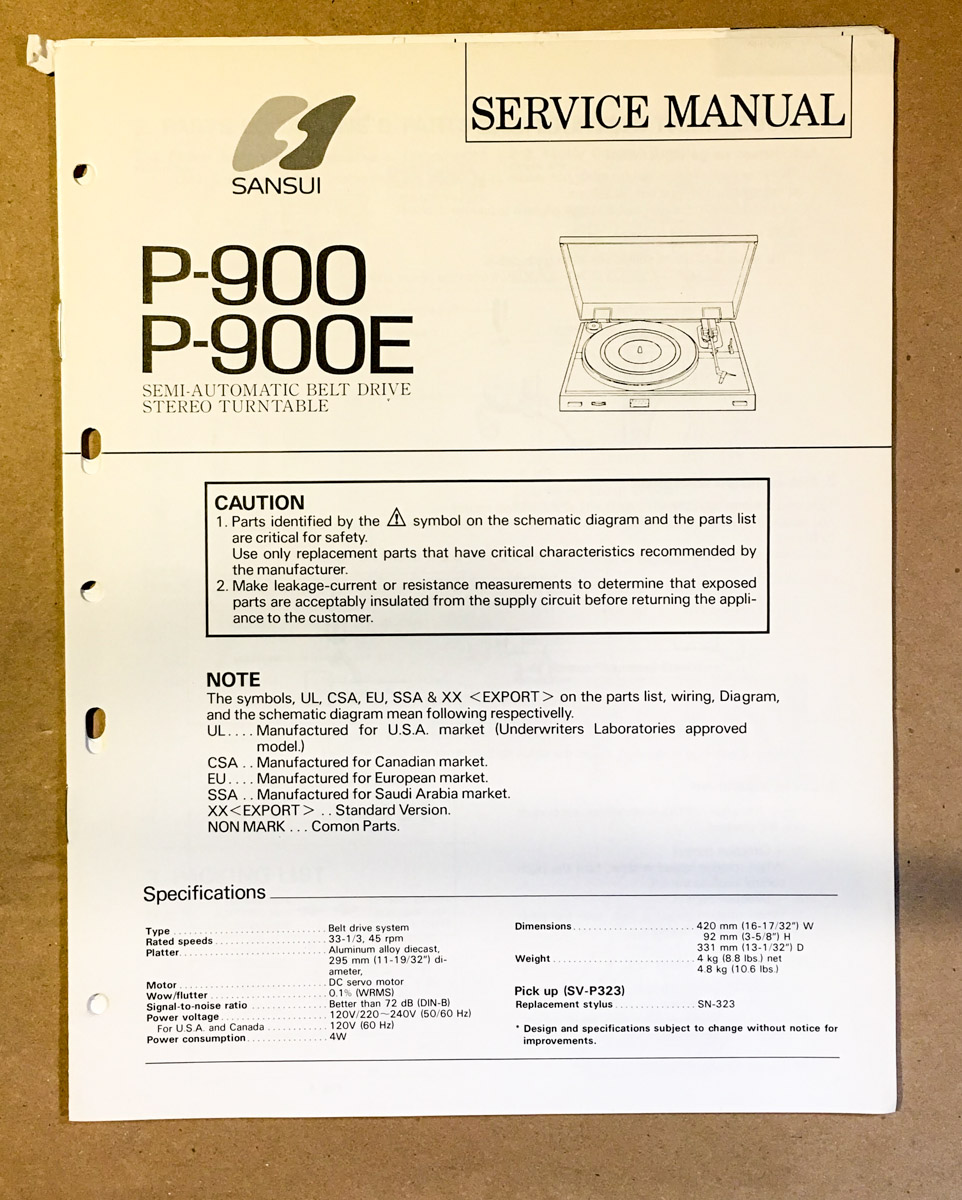 SERVICE MANUAL
SANSUI
P-900
P-900E
SEMI-AUTOMATIC BELT DRIVE
STEREO TURNTABLE
CAUTION
1. Parts identified by the ⚠ symbol on the schematic diagram and the parts list
are critical for safety.
Use only replacement parts that have critical characteristics recommended by
the manufacturer.
2. Make leakage-current or resistance measurements to determine that exposed
parts are acceptably insulated from the supply circuit before returning the appli-
ance to the customer.
NOTE
The symbols, UL, CSA, EU, SSA & XX <EXPORT> on the parts list, wiring, Diagram,
and the schematic diagram mean following respectivelly.
UL.... Manufactured for U.S.A. market (Underwriters Laboratories approved
model.)
CSA .. Manufactured for Canadian market.
EU.... Manufactured for European market.
SSA .. Manufactured for Saudi Arabia market.
XX<EXPORT> .. Standard Version.
NON MARK ... Comon Parts.
Specifications
Type .......................... Belt drive system
Rated speeds ................... 33-1/3, 45 rpm
Platter ......................... Aluminum alloy diecast,
295 mm (11-19/32") di-
ameter,
Motor .......................... DC servo motor
Wow/flutter .................... 0.1% (WRMS)
Signal-to-noise ratio ............. Better than 72 dB (DIN-B)
Power voltage .................. 120V/220~240V (50/60 Hz)
For U.S.A. and Canada .......... 120V (60 Hz)
Power consumption .............. 4W
Dimensions .................... 420 mm (16-17/32") W
92 mm (3-5/8") H
331 mm (13-1/32") D
Weight ........................ 4 kg (8.8 lbs.) net
4.8 kg (10.6 lbs.)
Pick up (SV-P323)
Replacement stylus .............. SN-323
* Design and specifications subject to change without notice for
improvements.